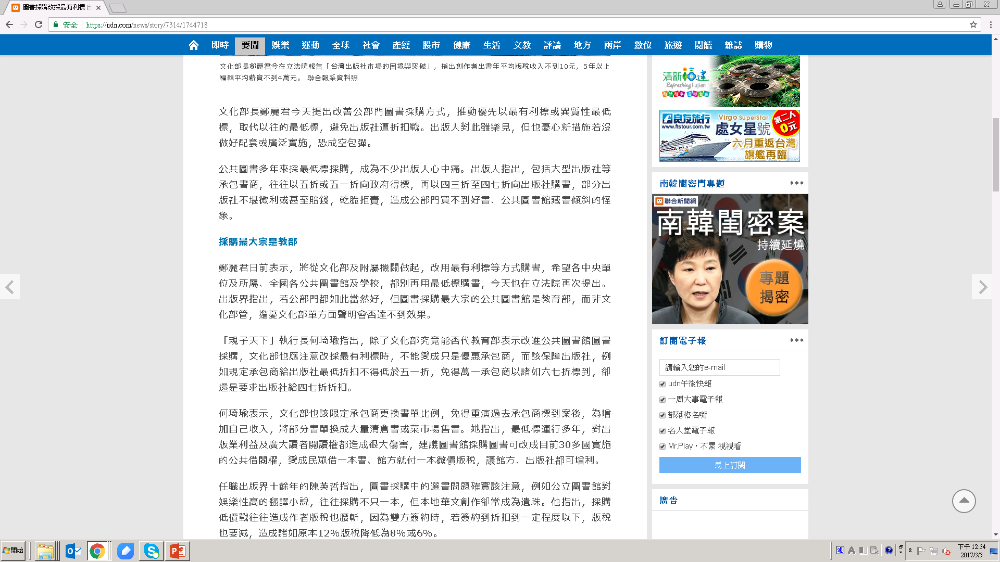 圖書採購改採最有利標 出
安全 https://udn.com/news/story/7314/1744718
即時 要聞 娛樂 運動 全球 社會 產經 股市 健康 生活 文教 評論 地方 兩岸 數位 旅遊 閱讀 雜誌 購物
文化部長鄭麗君今在立法院報告「台灣出版社市場的困境與突破」，指出創作者出書年平均版稅收入不到10元，5年以上
編輯平均薪資不到4萬元。 聯合報系資料照
文化部長鄭麗君今天提出改善公部門圖書採購方式，推動優先以最有利標或異質性最低
標，取代以往的最低標，避免出版社遭折扣戰。出版人對此雖樂見，但也憂心新措施若沒
做好配套或廣泛實施，恐成空包彈。
公共圖書多年來採最低標採購，成為不少出版人心中痛。出版人指出，包括大型出版社等
承包書商，往往以五折或五一折向政府得標，再以四三折至四七折向出版社購書，部分出
版社不堪微利或甚至賠錢，乾脆拒賣，造成公部門買不到好書、公共圖書館藏書傾斜的怪
象。
採購最大宗是教部
鄭麗君日前表示，將從文化部及附屬機關做起，改用最有利標等方式購書，希望各中央單
位及所屬、全國各公共圖書館及學校，都別再用最低標購書，今天也在立法院再次提出。
出版界指出，若公部門都如此當然好，但圖書採購最大宗的公共圖書館是教育部，而非文
化部管，擔憂文化部單方面聲明會否達不到效果。
「親子天下」執行長何琦瑜指出，除了文化部究竟能否代教育部表示改進公共圖書館圖書
採購，文化部也應注意改採最有利標時，不能變成只是優惠承包商，而該保障出版社，例
如規定承包商給出版社最低折扣不得低於五一折，免得萬一承包商以諸如六七折標到，卻
還是要求出版社給四七折折扣。
何琦瑜表示，文化部也該限定承包商更換書單比例，免得重演過去承包商標到案後，為增
加自己收入，將部分書單換成大量清倉書或菜市場售書。她指出，最低標運行多年，對出
版業利益及廣大讀者閱讀權都造成很大傷害，建議圖書館採購圖書可改成目前30多國實施
的公共借閱權，變成民眾借一本書、館方就付一本微價版稅，讓館方、出版社都可增利。
任職出版界十餘年的陳英哲指出，圖書採購中的選書問題確實該注意，例如公立圖書館對
娛樂性高的翻譯小說，往往採購不只一本，但本地華文創作卻常成為遺珠。他指出，採購
低價戰往往造成作者版稅也腰斬，因為雙方簽約時，若簽約到折扣到一定程度以下，版稅
也要減，造成諸如原本12%版稅降低為8%或6%。
清新福建
Refreshing Fujian
良友旅行
www.ftstour.com.tw
Virgo SuperStar
處女星號
第二人
0元
六月重返台灣
旗艦再臨
南韓閨密門專題
聯合新聞網
南韓閨密案
持續延燒
專題
揭密
訂閱電子報
請輸入您的e-mail
udn午後快報
一周大事電子報
部落格名嘴
名人堂電子報
Mr.Play，不累 視視看
馬上訂閱
廣告
開始
速
下午 12:34
2017/3/3